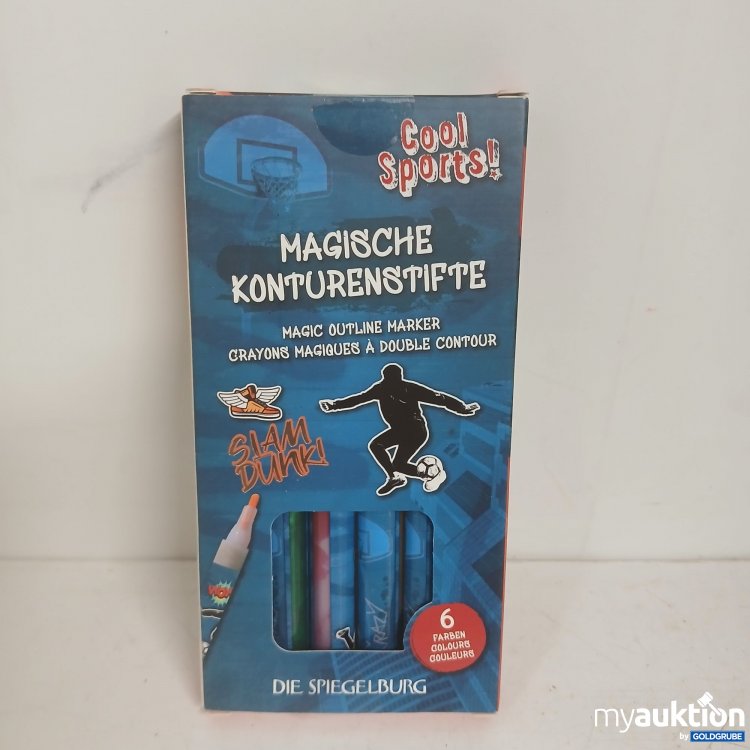 Cool
Sports!
MAGISCHE
KONTURENSTIFTE
MAGIC OUTLINE MARKER
CRAYONS MAGIQUES À DOUBLE CONTOUR
SLAM
DUNK!
6
FARBEN
COLOURS
COULEURS
DIE SPIEGELBURG
myauktion
by GOLDGRUBE